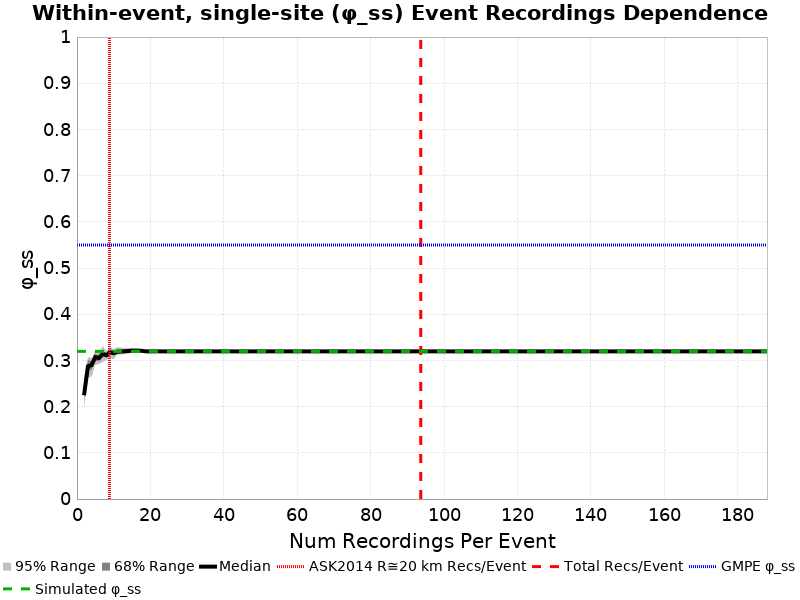 Within-event, single-site (φ_ss) Event Recordings Dependence
1
0.9
0.8
0.7
0.6
0.5
0.4
0.3
0.2
0.1
0
φ_ss
0 20 40 60 80 100 120 140 160 180
Num Recordings Per Event
95% Range 68% Range Median ASK2014 R≅20 km Recs/Event Total Recs/Event GMPE φ_ss
Simulated φ_ss